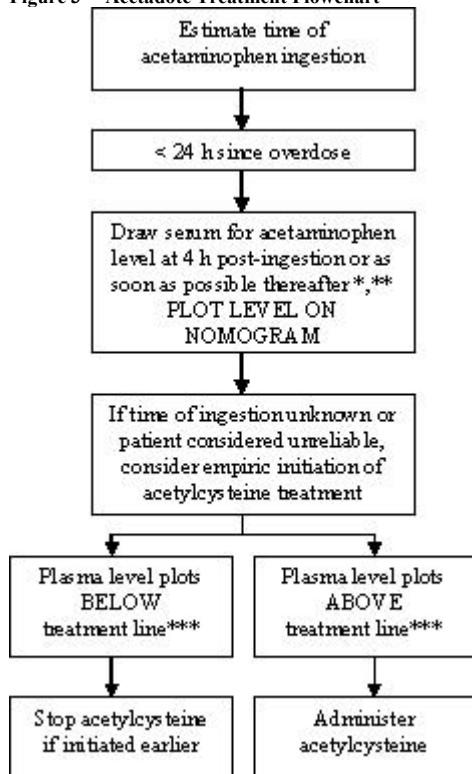 Figure 3 Acetadote Treatment Flowchart
Estimate time of
acetaminophen ingestion
< 24 h since overdose
Draw serum for acetaminophen
level at 4 h post-ingestion or as
soon as possible thereafter *,**
PLOT LEVEL ON
NOMOGRAM
If time of ingestion unknown or
patient considered unreliable,
consider empiric initiation of
acetylcysteine treatment
Plasma level plots
BELOW
treatment line***
Plasma level plots
ABOVE
treatment line***
Stop acetylcysteine
if initiated earlier
Administer
acetylcysteine